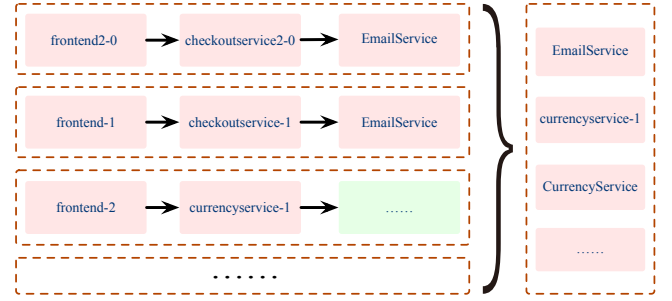 frontend2-0 checkoutservice2-0 EmailService
frontend-1 checkoutservice-1 EmailService
frontend-2 currencyservice-1 ……
……
EmailService
currencyservice-1
CurrencyService
……